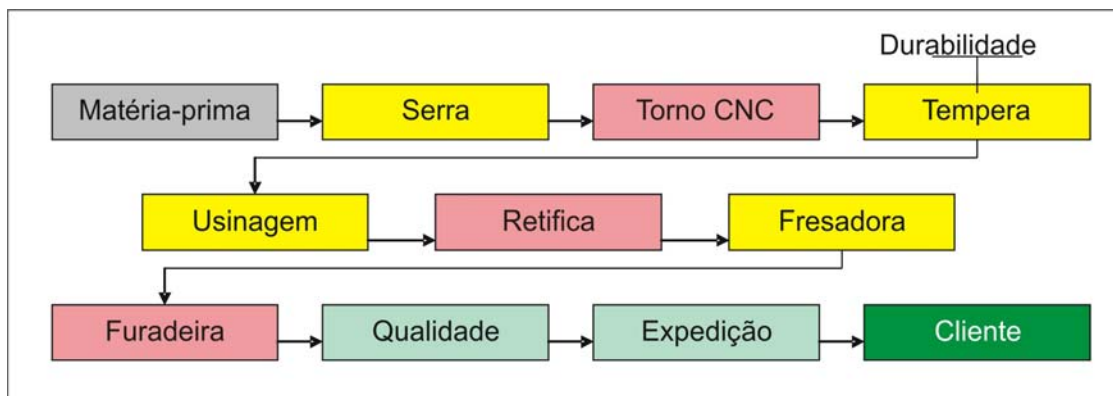 Durabilidade
Matéria-prima
Serra
Torno CNC
Tempera
Usinagem
Retifica
Fresadora
Furadeira
Qualidade
Expedição
Cliente